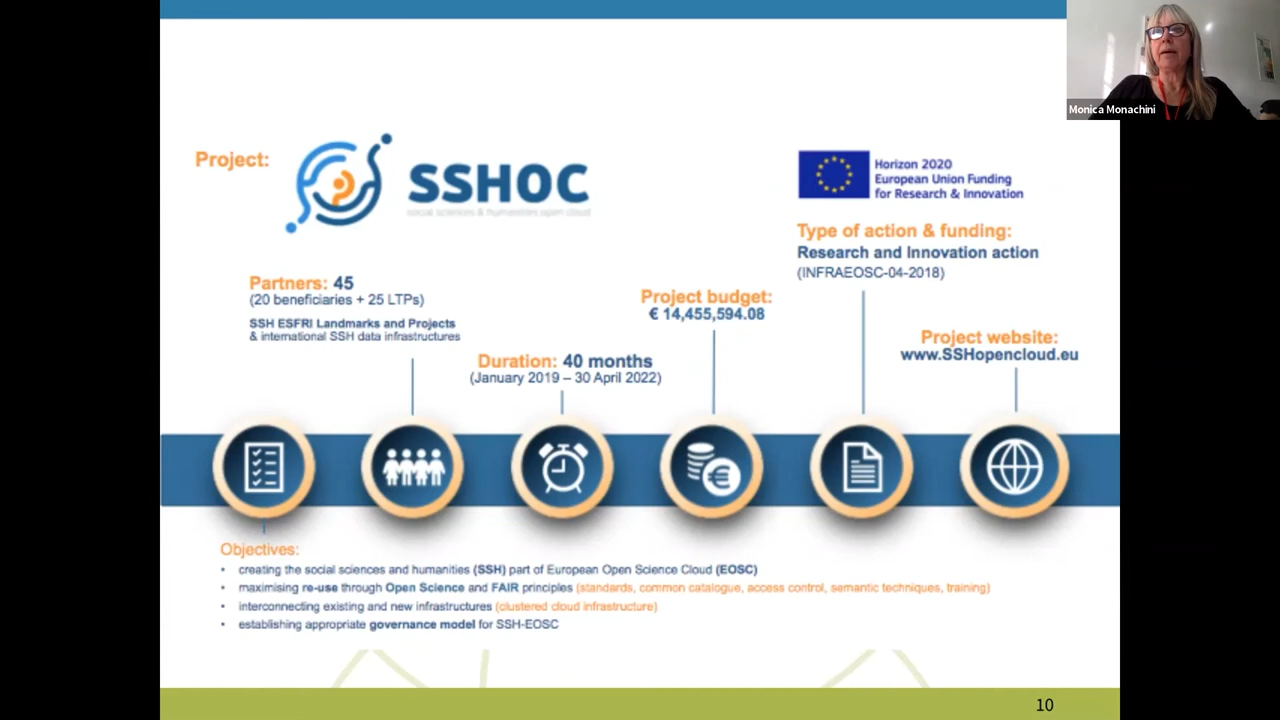 Monica Monachini
Project:
SSHOC
social sciences & humanities open cloud
Horizon 2020
European Union Funding
for Research & Innovation
Type of action & funding:
Research and Innovation action
(INFRAEOSC-04-2018)
Partners: 45
(20 beneficiaries + 25 LTPs)
SSH ESFRI Landmarks and Projects
& international SSH data infrastructures
Project budget:
€ 14,455,594.08
Project website:
www.SSHopencloud.eu
Duration: 40 months
(January 2019 – 30 April 2022)
Objectives:
• creating the social sciences and humanities (SSH) part of European Open Science Cloud (EOSC)
• maximising re-use through Open Science and FAIR principles (standards, common catalogue, access control, semantic techniques, training)
• interconnecting existing and new infrastructures (clustered cloud infrastructure)
• establishing appropriate governance model for SSH-EOSC
10